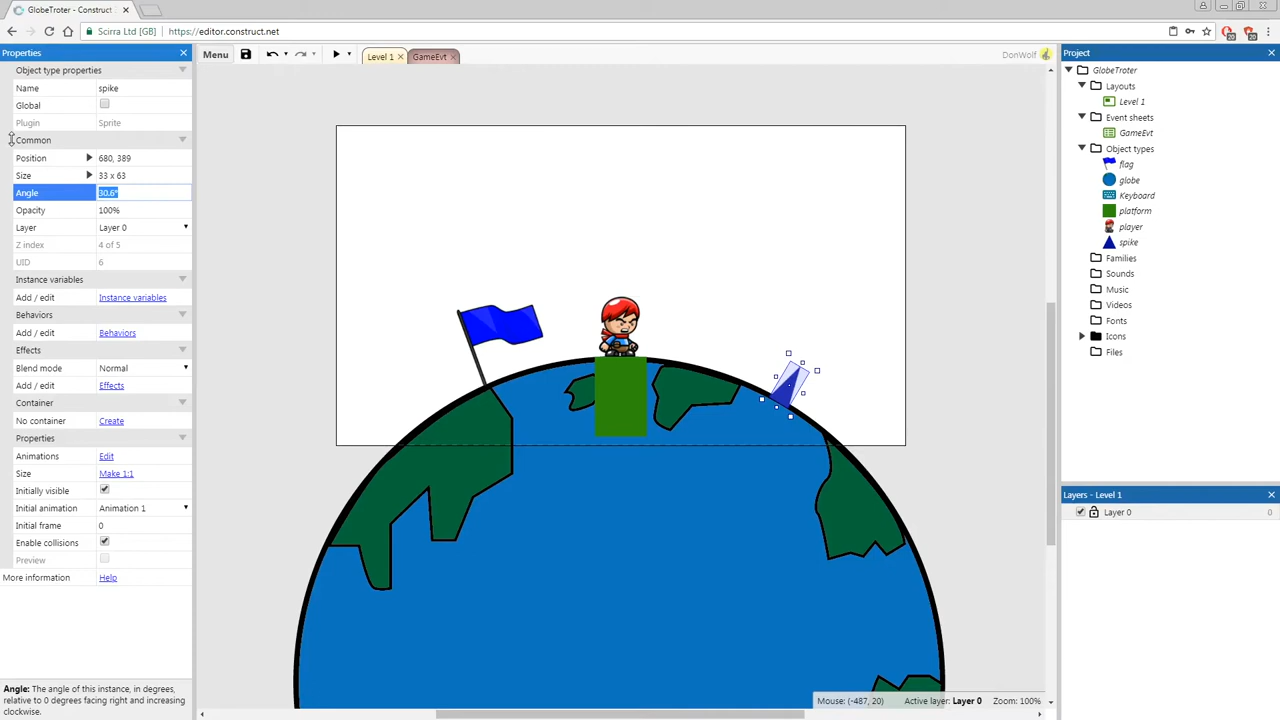 GlobeTroter - Construct
Scirra Ltd [GB]
https://editor.construct.net
20
20
Properties
Object type properties
Name spike
Global
Plugin Sprite
Common
Position 680, 389
Size 33 x 63
Angle 30.6°
Opacity 100%
Layer Layer 0
Z index 4 of 5
UID 6
Instance variables
Add / edit Instance variables
Behaviors
Add / edit Behaviors
Effects
Blend mode Normal
Add / edit Effects
Container
No container Create
Properties
Animations Edit
Size Make 1:1
Initially visible
Initial animation Animation 1
Initial frame 0
Enable collisions
Preview
More information Help
Angle: The angle of this instance, in degrees,
relative to 0 degrees facing right and increasing
clockwise.
Menu
Level 1
GameEvt
DonWolf
Mouse: (-487, 20) Active layer: Layer 0 Zoom: 100%
Project
GlobeTroter
Layouts
Level 1
Event sheets
GameEvt
Object types
flag
globe
Keyboard
platform
player
spike
Families
Sounds
Music
Videos
Fonts
Icons
Files
Layers - Level 1
Layer 0 0